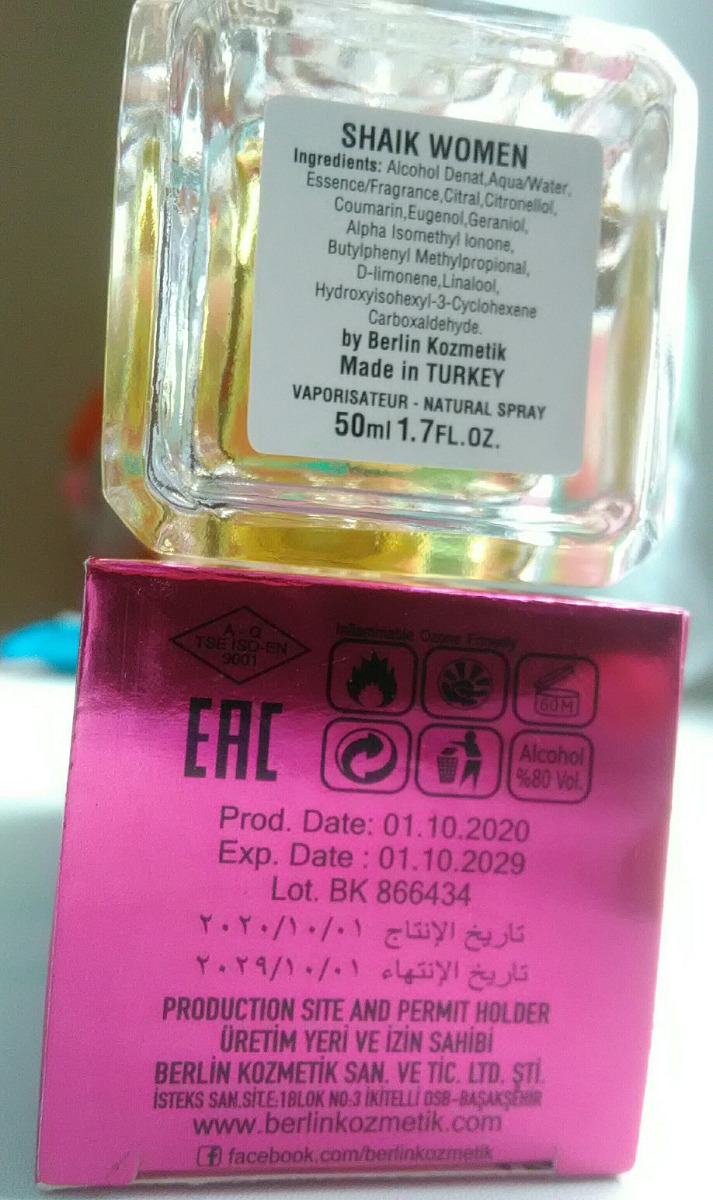 SHAIK WOMEN
Ingredients: Alcohol Denat,Aqua/Water,
Essence/Fragrance,Citral,Citronellol,
Coumarin,Eugenol,Geraniol,
Alpha Isomethyl Ionone,
Butylphenyl Methylpropional,
D-limonene,Linalool,
Hydroxyisohexyl-3-Cyclohexene
Carboxaldehyde.
by Berlin Kozmetik
Made in TURKEY
VAPORISATEUR - NATURAL SPRAY
50ml 1.7FL.OZ.
A - Q
TSE ISO-EN
9001
Inflammable Ozone Friendly
60M
EAC
Alcohol
%80 Vol.
Prod. Date: 01.10.2020
Exp. Date : 01.10.2029
Lot. BK 866434
تاريخ الإنتاج ٢٠٢٠/١٠/٠١
تاريخ الإنتهاء ٢٠٢٩/١٠/٠١
PRODUCTION SITE AND PERMIT HOLDER
ÜRETİM YERİ VE İZİN SAHİBİ
BERLİN KOZMETİK SAN. VE TİC. LTD. ŞTİ.
İSTEKS SAN.SİT.E:1BLOK NO:3 İKİTELLİ OSB-BAŞAKŞEHİR
www.berlinkozmetik.com
facebook.com/berlinkozmetik